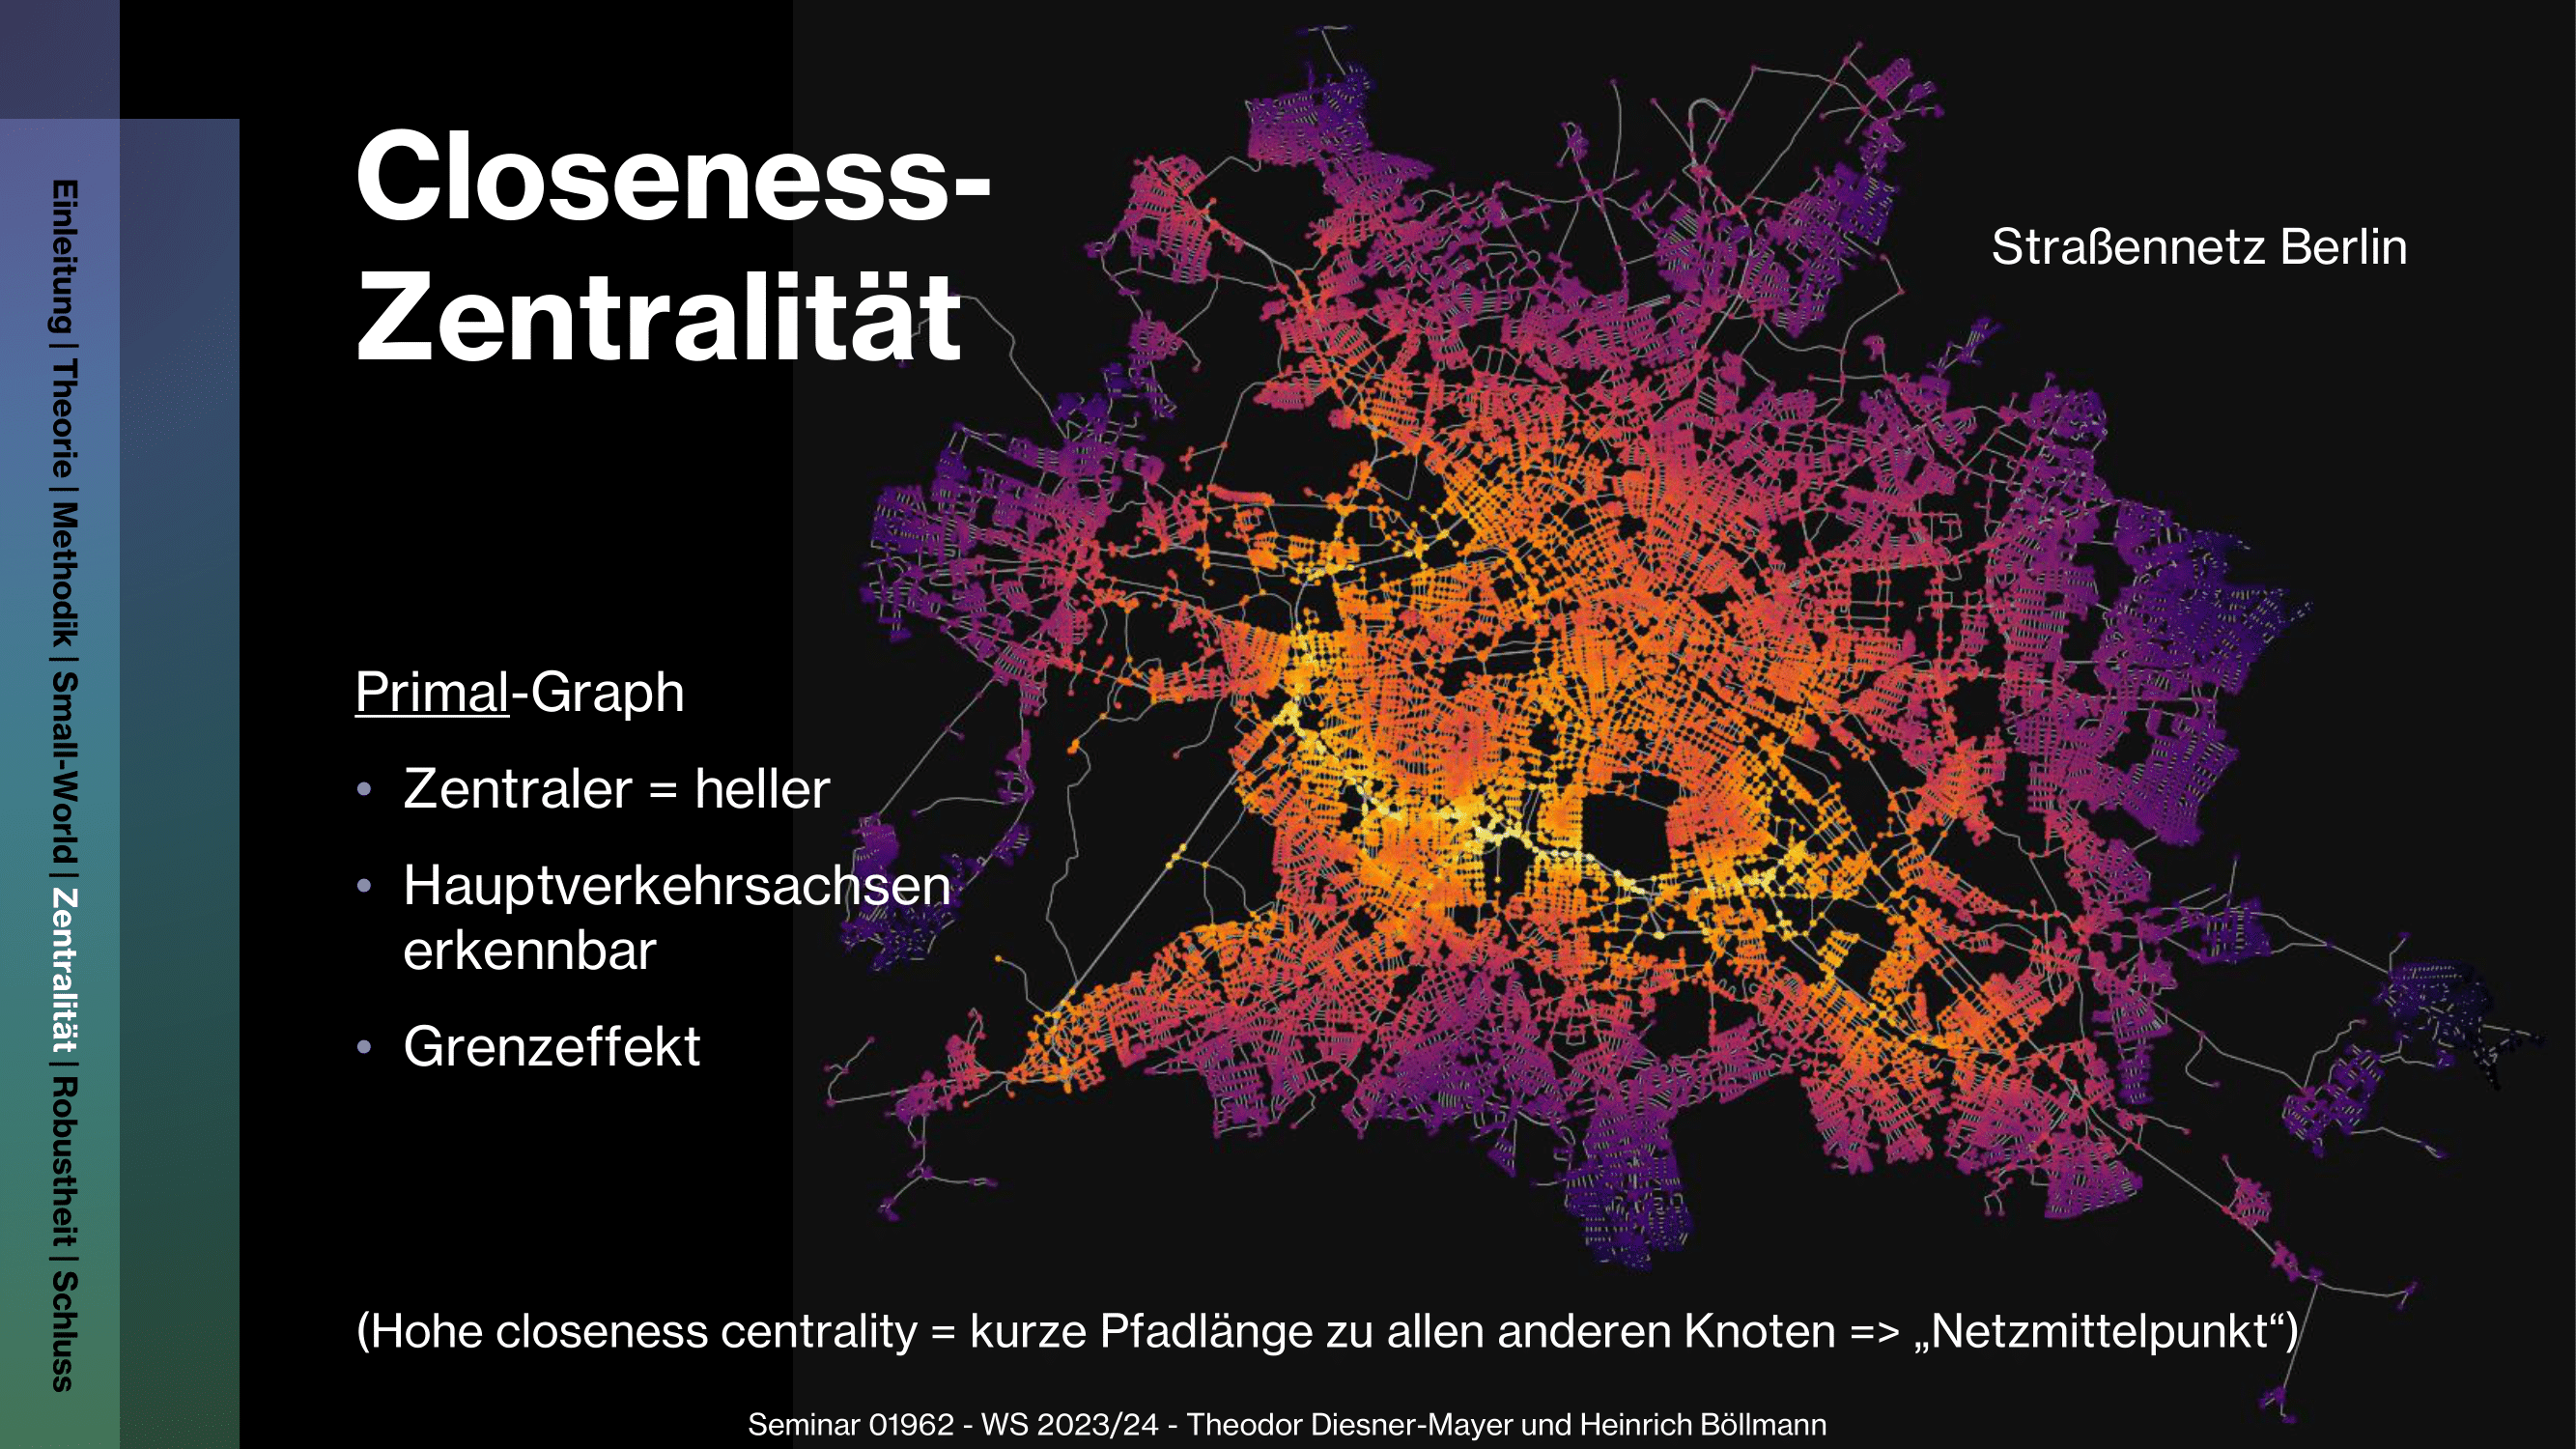 Einleitung | Theorie | Methodik | Small-World | Zentralität | Robustheit | Schluss
Closeness-
Zentralität
Straßennetz Berlin
Primal-Graph
• Zentraler = heller
• Hauptverkehrsachsen
erkennbar
• Grenzeffekt
(Hohe closeness centrality = kurze Pfadlänge zu allen anderen Knoten => „Netzmittelpunkt“)
Seminar 01962 - WS 2023/24 - Theodor Diesner-Mayer und Heinrich Böllmann